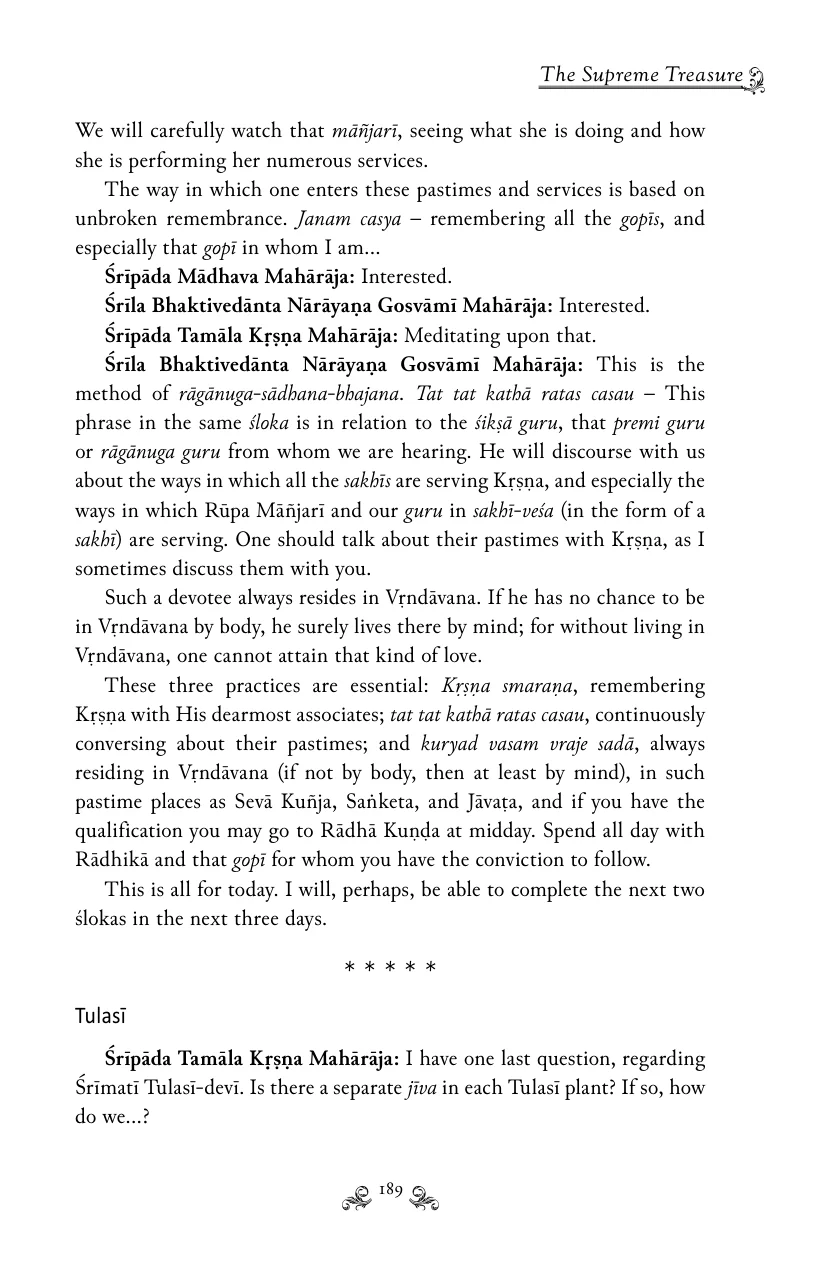 The Supreme Treasure
We will carefully watch that māñjarī, seeing what she is doing and how
she is performing her numerous services.
The way in which one enters these pastimes and services is based on
unbroken remembrance. Janam casya – remembering all the gopīs, and
especially that gopī in whom I am...
Śrīpāda Mādhava Mahārāja: Interested.
Śrīla Bhaktivedānta Nārāyaṇa Gosvāmī Mahārāja: Interested.
Śrīpāda Tamāla Kṛṣṇa Mahārāja: Meditating upon that.
Śrīla Bhaktivedānta Nārāyaṇa Gosvāmī Mahārāja: This is the
method of rāgānuga-sādhana-bhajana. Tat tat kathā ratas casau – This
phrase in the same śloka is in relation to the śikṣā guru, that premi guru
or rāgānuga guru from whom we are hearing. He will discourse with us
about the ways in which all the sakhīs are serving Kṛṣṇa, and especially the
ways in which Rūpa Māñjarī and our guru in sakhī-veśa (in the form of a
sakhī) are serving. One should talk about their pastimes with Kṛṣṇa, as I
sometimes discuss them with you.
Such a devotee always resides in Vṛndāvana. If he has no chance to be
in Vṛndāvana by body, he surely lives there by mind; for without living in
Vṛndāvana, one cannot attain that kind of love.
These three practices are essential: Kṛṣṇa smaraṇa, remembering
Kṛṣṇa with His dearmost associates; tat tat kathā ratas casau, continuously
conversing about their pastimes; and kuryad vasam vraje sadā, always
residing in Vṛndāvana (if not by body, then at least by mind), in such
pastime places as Sevā Kuñja, Saṅketa, and Jāvaṭa, and if you have the
qualification you may go to Rādhā Kuṇḍa at midday. Spend all day with
Rādhikā and that gopī for whom you have the conviction to follow.
This is all for today. I will, perhaps, be able to complete the next two
ślokas in the next three days.
* * * * *
Tulasī
Śrīpāda Tamāla Kṛṣṇa Mahārāja: I have one last question, regarding
Śrīmatī Tulasī-devī. Is there a separate jīva in each Tulasī plant? If so, how
do we...?
189